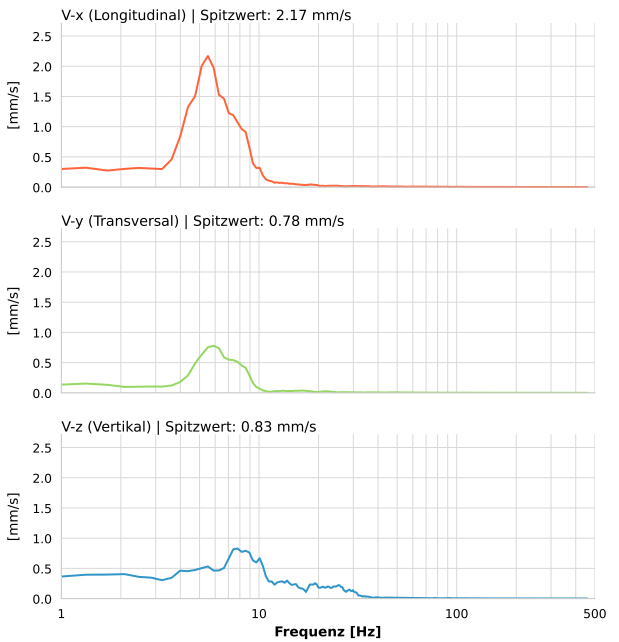 V-x (Longitudinal) | Spitzwert: 2.17 mm/s
[mm/s]
2.5
2.0
1.5
1.0
0.5
0.0
V-y (Transversal) | Spitzwert: 0.78 mm/s
[mm/s]
2.5
2.0
1.5
1.0
0.5
0.0
V-z (Vertikal) | Spitzwert: 0.83 mm/s
[mm/s]
2.5
2.0
1.5
1.0
0.5
0.0
1 10 100 500
Frequenz [Hz]